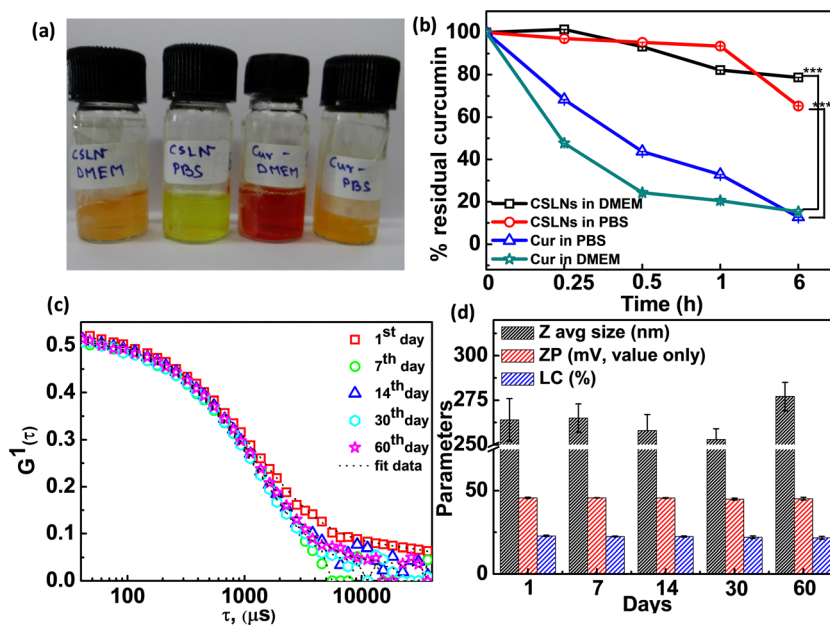 (a)
CSLN
DMEM
CSLN
PBS
Cur-
DMEM
Cur-
PBS
(b)
% residual curcumin
100
80
60
40
20
0
***
***
CSLNs in DMEM
CSLNs in PBS
Cur in PBS
Cur in DMEM
0 0.25 0.5 1 6
Time (h)
(c)
G¹(τ)
0.5
0.4
0.3
0.2
0.1
0.0
1st day
7th day
14th day
30th day
60th day
fit data
100 1000 10000
τ, (μs)
(d)
Parameters
300
275
250
50
0
Z avg size (nm)
ZP (mV, value only)
LC (%)
1 7 14 30 60
Days